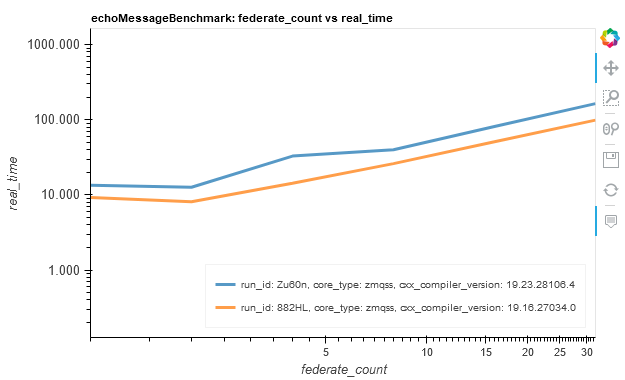 echoMessageBenchmark: federate_count vs real_time
1000.000
100.000
10.000
1.000
real_time
run_id: Zu60n, core_type: zmqss, cxx_compiler_version: 19.23.28106.4
run_id: 882HL, core_type: zmqss, cxx_compiler_version: 19.16.27034.0
5 10 15 20 25 30
federate_count